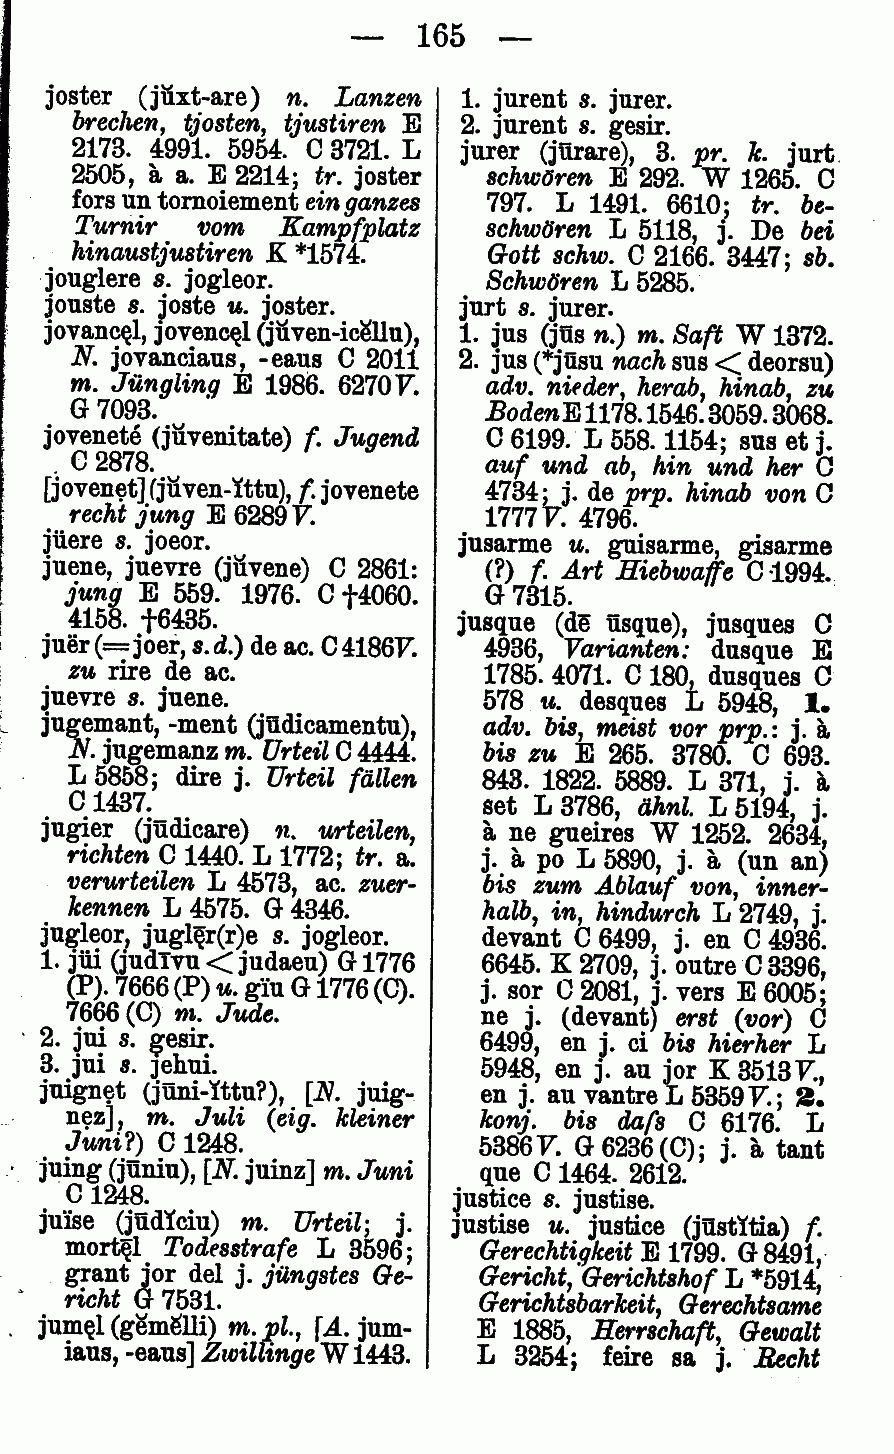 — 165 —
joster (jŭxt-are) n. Lanzen
brechen, tjosten, tjustiren E
2173. 4991. 5954. C 3721. L
2505, à a. E 2214; tr. joster
fors un tornoiement ein ganzes
Turnir vom Kampfplatz
hinaustjustiren K *1574.
jouglere s. jogleor.
jouste s. joste u. joster.
jovancęl, jovencęl (jŭven-icĕllu),
N. jovanciaus, -eaus C 2011
m. Jüngling E 1986. 6270 V.
G 7093.
joveneté (jŭvenitate) f. Jugend
C 2878.
[jovenẹt] (jŭven-ĭttu), f. jovenete
recht jung E 6289 V.
jüere s. joeor.
juene, juevre (jŭvene) C 2861:
jung E 559. 1976. C †4060.
4158. †6435.
juër (= joer, s. d.) de ac. C 4186 V.
zu rire de ac.
juevre s. juene.
jugemant, -ment (jūdicamentu),
N. jugemanz m. Urteil C 4444.
L 5858; dire j. Urteil fällen
C 1437.
jugier (jūdicare) n. urteilen,
richten C 1440. L 1772; tr. a.
verurteilen L 4573, ac. zuer-
kennen L 4575. G 4346.
jugleor, juglęr(r)e s. jogleor.
1. jüi (judīvu < judaeu) G 1776
(P). 7666 (P) u. gïu G 1776 (C).
7666 (C) m. Jude.
2. jui s. gesir.
3. jui s. jehui.
juignẹt (jūni-ĭttu?), [N. juig-
nẹz], m. Juli (eig. kleiner
Juni?) C 1248.
juing (jūniu), [N. juinz] m. Juni
C 1248.
juïse (jūdĭciu) m. Urteil; j.
mortęl Todesstrafe L 3596;
grant jor del j. jüngstes Ge-
richt G 7531.
jumęl (gĕmĕlli) m. pl., [A. jum-
iaus, -eaus] Zwillinge W 1443.
1. jurent s. jurer.
2. jurent s. gesir.
jurer (jūrare), 3. pr. k. jurt
schwören E 292. W 1265. C
797. L 1491. 6610; tr. be-
schwören L 5118, j. De bei
Gott schw. C 2166. 3447; sb.
Schwören L 5285.
jurt s. jurer.
1. jus (jūs n.) m. Saft W 1372.
2. jus (*jūsu nach sus < deorsu)
adv. nieder, herab, hinab, zu
Boden E 1178. 1546. 3059. 3068.
C 6199. L 558. 1154; sus et j.
auf und ab, hin und her C
4734; j. de prp. hinab von C
1777 V. 4796.
jusarme u. guisarme, gisarme
(?) f. Art Hiebwaffe C 1994.
G 7315.
jusque (dē ūsque), jusques C
4936, Varianten: dusque E
1785. 4071. C 180, dusques C
578 u. desques L 5948, 1.
adv. bis, meist vor prp.: j. à
bis zu E 265. 3780. C 693.
843. 1822. 5889. L 371, j. à
set L 3786, ähnl. L 5194, j.
à ne gueires W 1252. 2634,
j. à po L 5890, j. à (un an)
bis zum Ablauf von, inner-
halb, in, hindurch L 2749, j.
devant C 6499, j. en C 4936.
6645. K 2709, j. outre C 3396,
j. sor C 2081, j. vers E 6005;
ne j. (devant) erst (vor) C
6499, en j. ci bis hierher L
5948, en j. au jor K 3513 V.,
en j. au vantre L 5359 V.; 2.
konj. bis daſs C 6176. L
5386 V. G 6236 (C); j. à tant
que C 1464. 2612.
justice s. justise.
justise u. justice (jūstĭtia) f.
Gerechtigkeit E 1799. G 8491,
Gericht, Gerichtshof L *5914,
Gerichtsbarkeit, Gerechtsame
E 1885, Herrschaft, Gewalt
L 3254; feire sa j. Recht